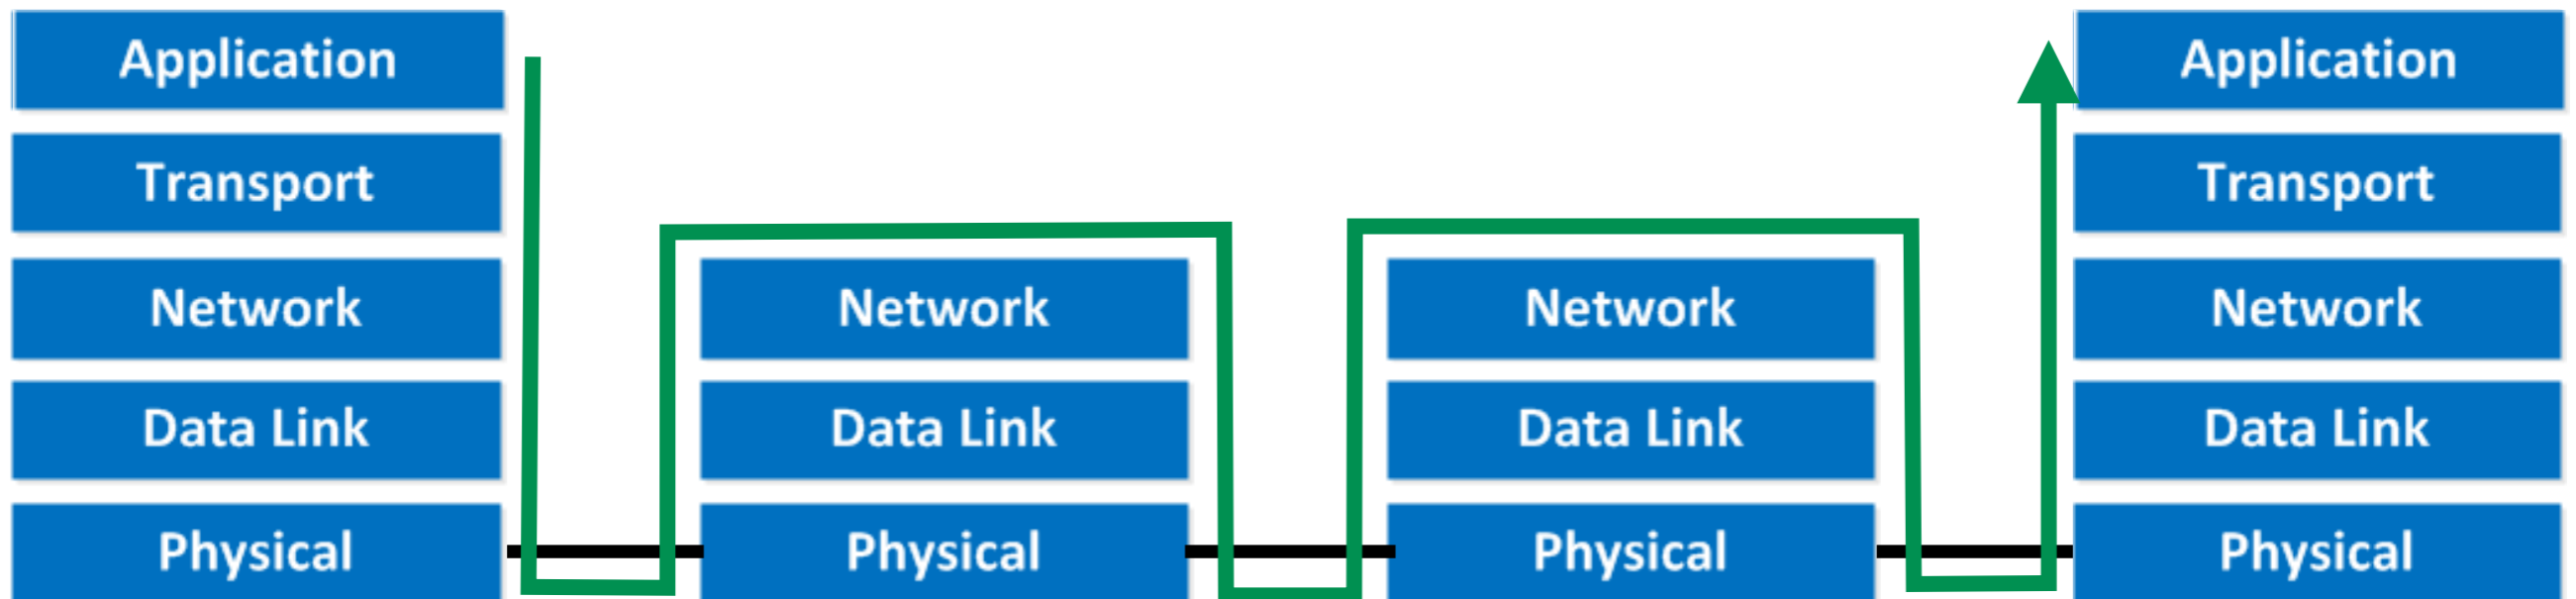 Application
Transport
Network
Data Link
Physical
Network
Data Link
Physical
Network
Data Link
Physical
Application
Transport
Network
Data Link
Physical